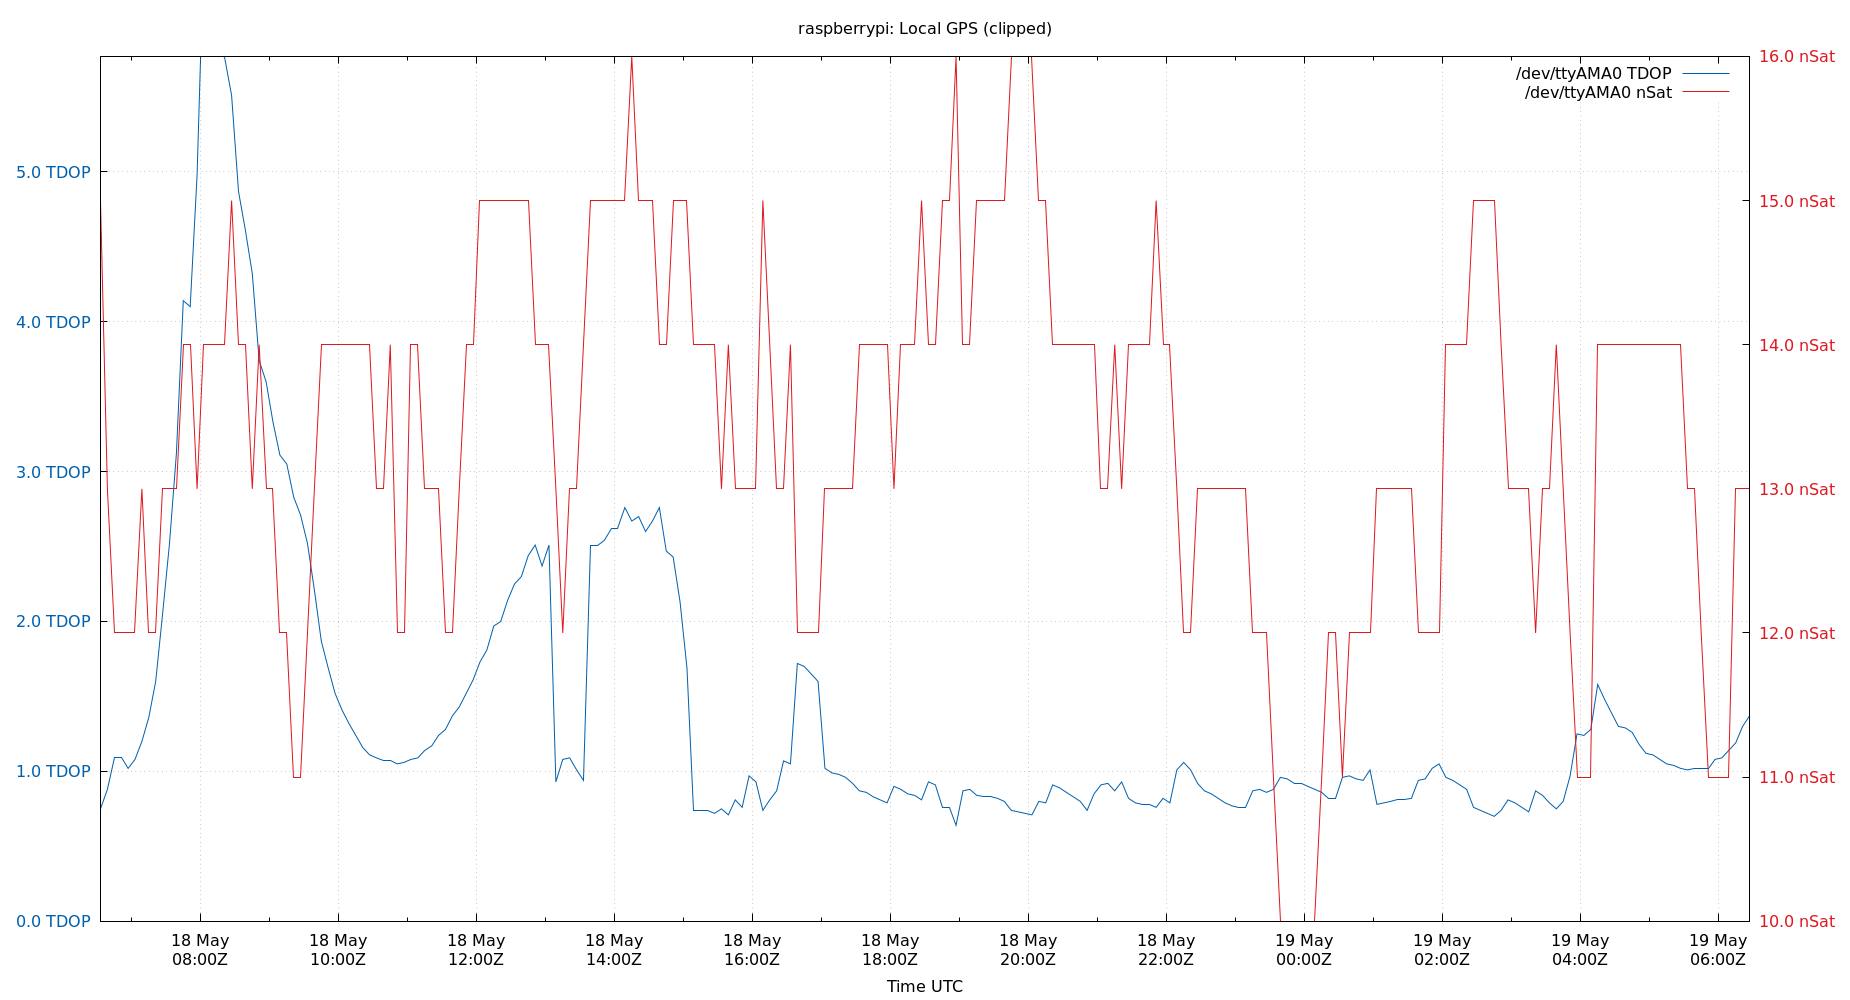 raspberrypi: Local GPS (clipped)
/dev/ttyAMA0 TDOP
/dev/ttyAMA0 nSat
5.0 TDOP
4.0 TDOP
3.0 TDOP
2.0 TDOP
1.0 TDOP
0.0 TDOP
16.0 nSat
15.0 nSat
14.0 nSat
13.0 nSat
12.0 nSat
11.0 nSat
10.0 nSat
18 May
08:00Z
18 May
10:00Z
18 May
12:00Z
18 May
14:00Z
18 May
16:00Z
18 May
18:00Z
18 May
20:00Z
18 May
22:00Z
19 May
00:00Z
19 May
02:00Z
19 May
04:00Z
19 May
06:00Z
Time UTC